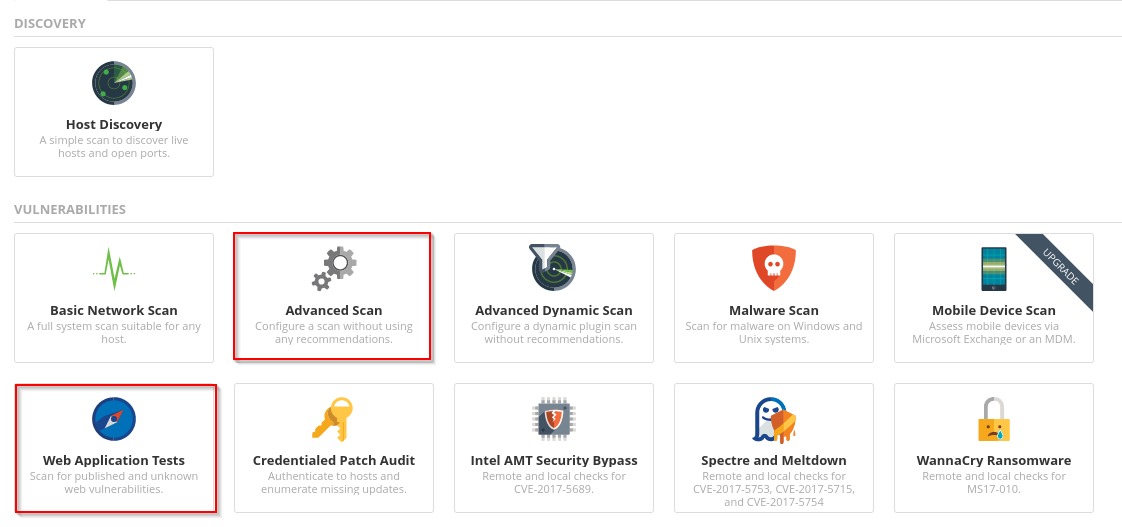 DISCOVERY
Host Discovery
A simple scan to discover live
hosts and open ports.
VULNERABILITIES
Basic Network Scan
A full system scan suitable for any
host.
Advanced Scan
Configure a scan without using
any recommendations.
Advanced Dynamic Scan
Configure a dynamic plugin scan
without recommendations.
Malware Scan
Scan for malware on Windows and
Unix systems.
UPGRADE
Mobile Device Scan
Assess mobile devices via
Microsoft Exchange or an MDM.
Web Application Tests
Scan for published and unknown
web vulnerabilities.
Credentialed Patch Audit
Authenticate to hosts and
enumerate missing updates.
Intel AMT Security Bypass
Remote and local checks for
CVE-2017-5689.
Spectre and Meltdown
Remote and local checks for
CVE-2017-5753, CVE-2017-5715,
and CVE-2017-5754
WannaCry Ransomware
Remote and local checks for
MS17-010.